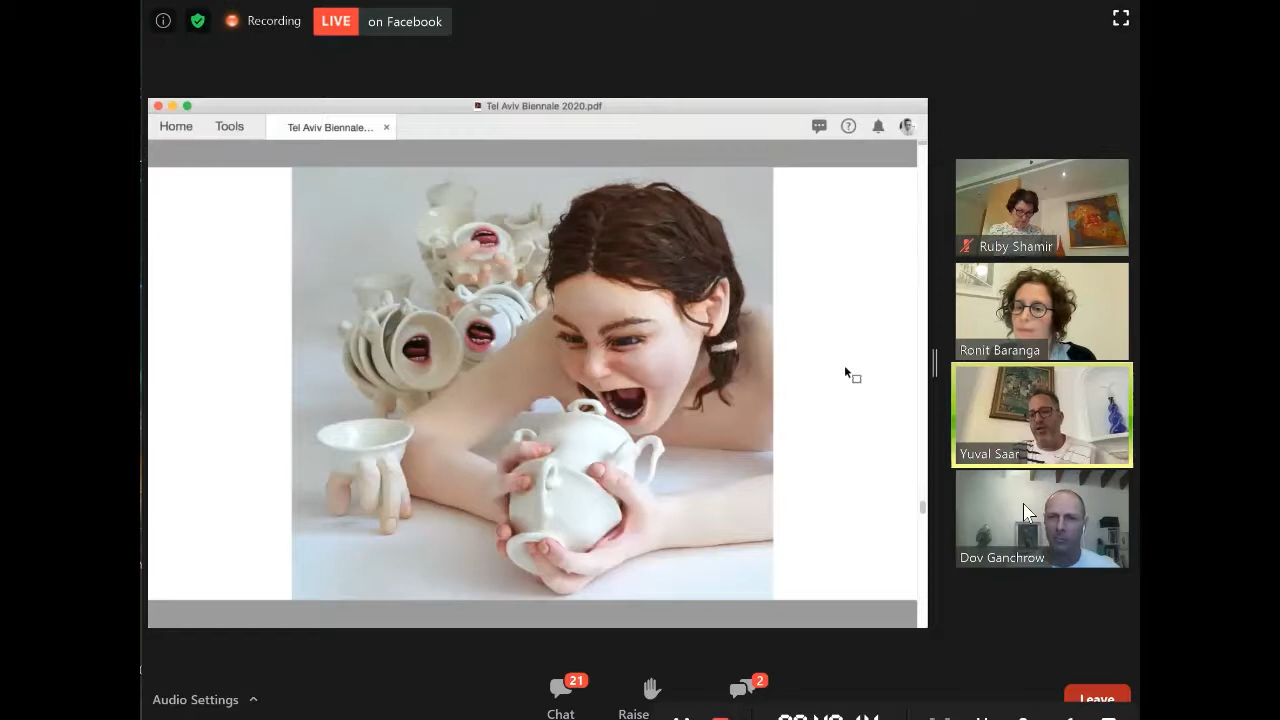 Recording
LIVE on Facebook
Tel Aviv Biennale 2020.pdf
Home Tools Tel Aviv Biennale...
Ruby Shamir
Ronit Baranga
Yuval Saar
Dov Ganchrow
Audio Settings
21
Chat
Raise
2
Leave